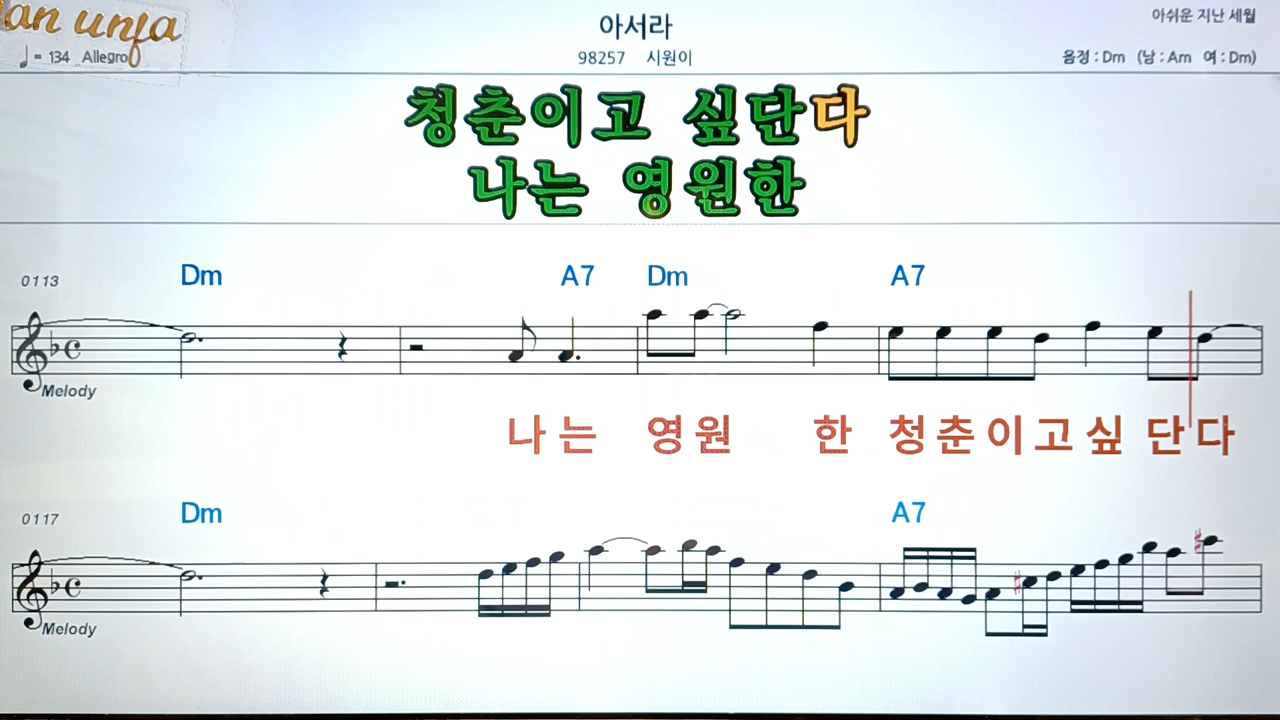 an unfa
♩= 134 Allegro
아서라
98257 시원이
아쉬운 지난 세월
음정 : Dm (남 : Am 여 : Dm)
청춘이고 싶단다
나는 영원한
0113 Dm A7 Dm A7
Melody
나는 영원 한 청춘이고싶 단다
0117 Dm A7
Melody